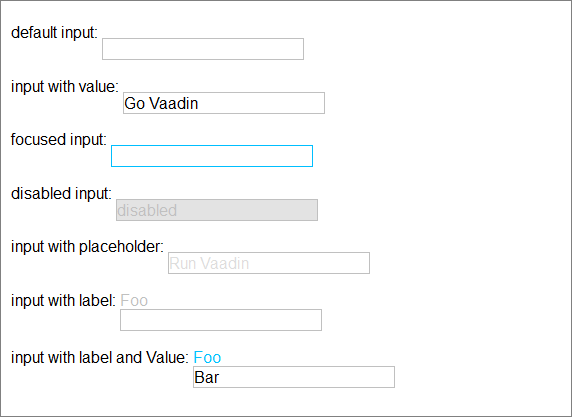 default input:
input with value:
Go Vaadin
focused input:
disabled input:
disabled
input with placeholder:
Run Vaadin
input with label: Foo
input with label and Value: Foo
Bar